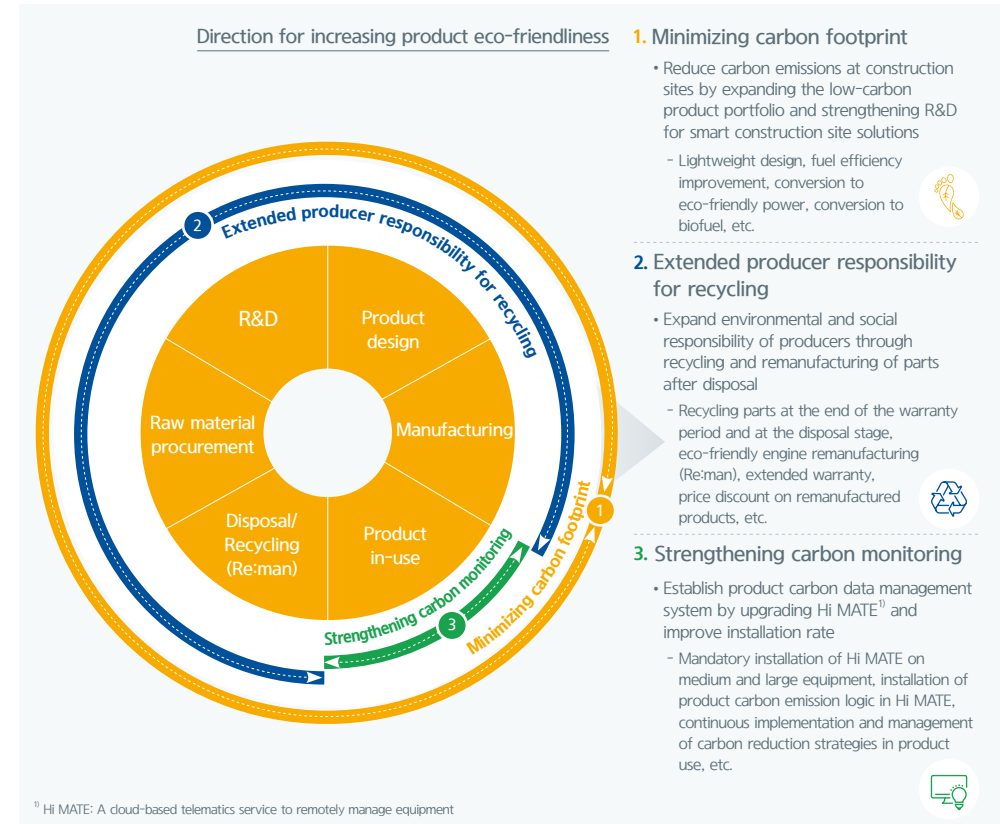 Direction for increasing product eco-friendliness
2
Extended producer responsibility for recycling
R&D
Product
design
Raw material
procurement
Manufacturing
Disposal/
Recycling
(Re:man)
Product
in-use
Strengthening carbon monitoring
3
Minimizing carbon footprint
1
1. Minimizing carbon footprint
• Reduce carbon emissions at construction
sites by expanding the low-carbon
product portfolio and strengthening R&D
for smart construction site solutions
- Lightweight design, fuel efficiency
improvement, conversion to
eco-friendly power, conversion to
biofuel, etc.
2. Extended producer responsibility
for recycling
• Expand environmental and social
responsibility of producers through
recycling and remanufacturing of parts
after disposal
- Recycling parts at the end of the warranty
period and at the disposal stage,
eco-friendly engine remanufacturing
(Re:man), extended warranty,
price discount on remanufactured
products, etc.
3. Strengthening carbon monitoring
• Establish product carbon data management
system by upgrading Hi MATE1) and
improve installation rate
- Mandatory installation of Hi MATE on
medium and large equipment, installation of
product carbon emission logic in Hi MATE,
continuous implementation and management
of carbon reduction strategies in product
use, etc.
1) Hi MATE: A cloud-based telematics service to remotely manage equipment